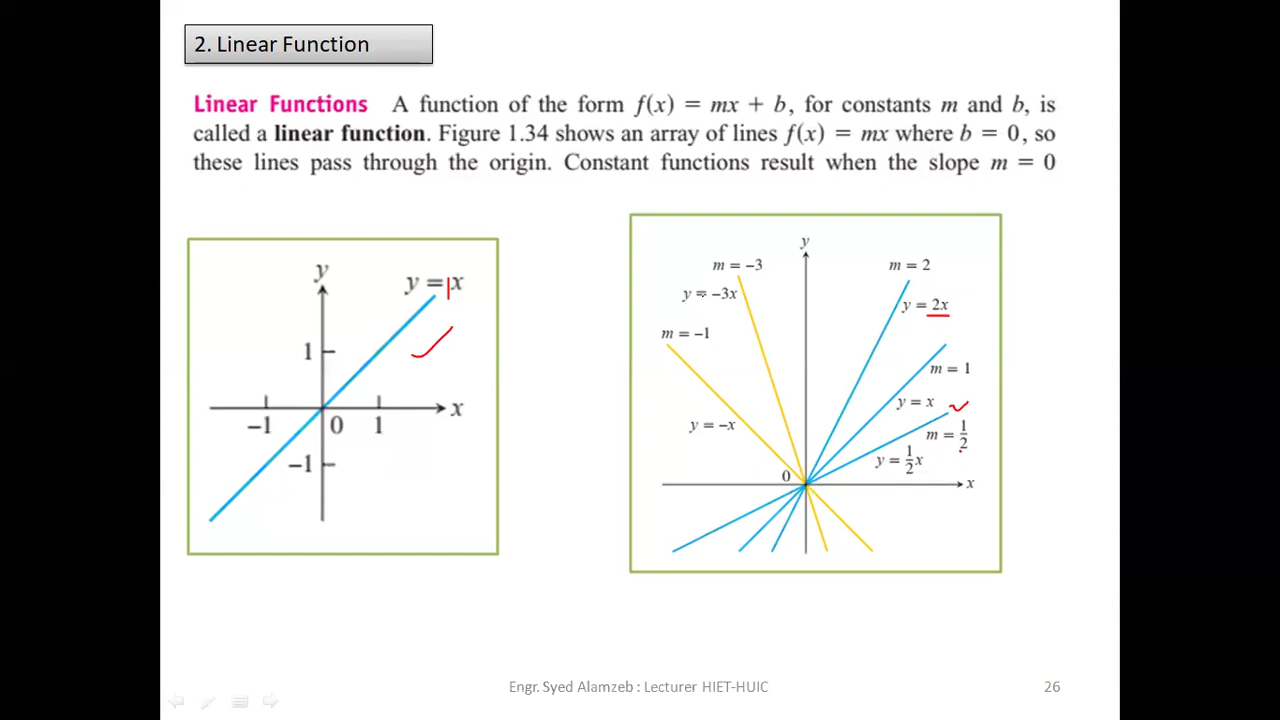 2. Linear Function
Linear Functions A function of the form f(x) = mx + b, for constants m and b, is
called a linear function. Figure 1.34 shows an array of lines f(x) = mx where b = 0, so
these lines pass through the origin. Constant functions result when the slope m = 0
y
y = |x
1
x
-1
0
1
-1
y
m = -3
m = 2
y = -3x
y = 2x
m = -1
m = 1
y = x
y = -x
m = 1/2
y = 1/2 x
0
x
Engr. Syed Alamzeb : Lecturer HIET-HUIC
26